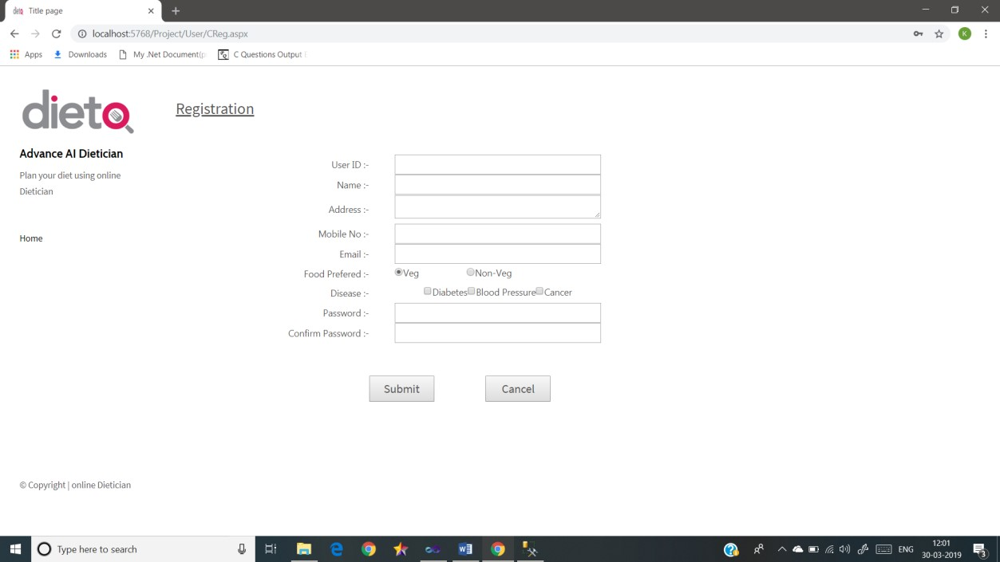 dieto Title page
localhost:5768/Project/User/CReg.aspx
K
Apps Downloads My .Net Document(p C Questions Output
dieto
Registration
Advance AI Dietician
Plan your diet using online
Dietician
Home
User ID :-
Name :-
Address :-
Mobile No :-
Email :-
Food Prefered :- Veg Non-Veg
Disease :- Diabetes Blood Pressure Cancer
Password :-
Confirm Password :-
Submit Cancel
© Copyright | online Dietician
Type here to search
ENG
12:01
30-03-2019
3